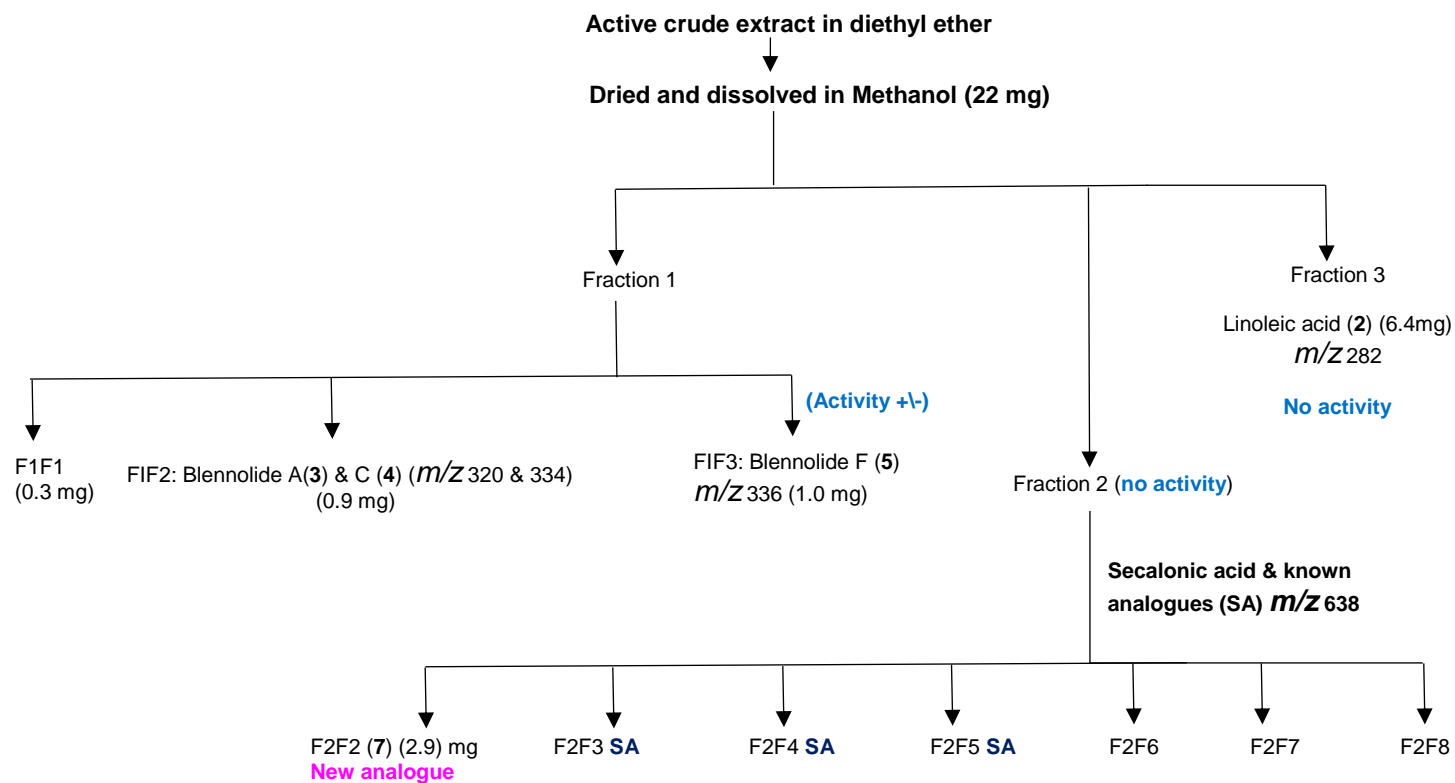 Active crude extract in diethyl ether
Dried and dissolved in Methanol (22 mg)
Fraction 1
Fraction 3
Linoleic acid (2) (6.4mg)
m/z 282
No activity
(Activity +\-)
F1F1
(0.3 mg)
FIF2: Blennolide A(3) & C (4) (m/z 320 & 334)
(0.9 mg)
FIF3: Blennolide F (5)
m/z 336 (1.0 mg)
Fraction 2 (no activity)
Secalonic acid & known
analogues (SA) m/z 638
F2F2 (7) (2.9) mg
New analogue
F2F3 SA
F2F4 SA
F2F5 SA
F2F6
F2F7
F2F8